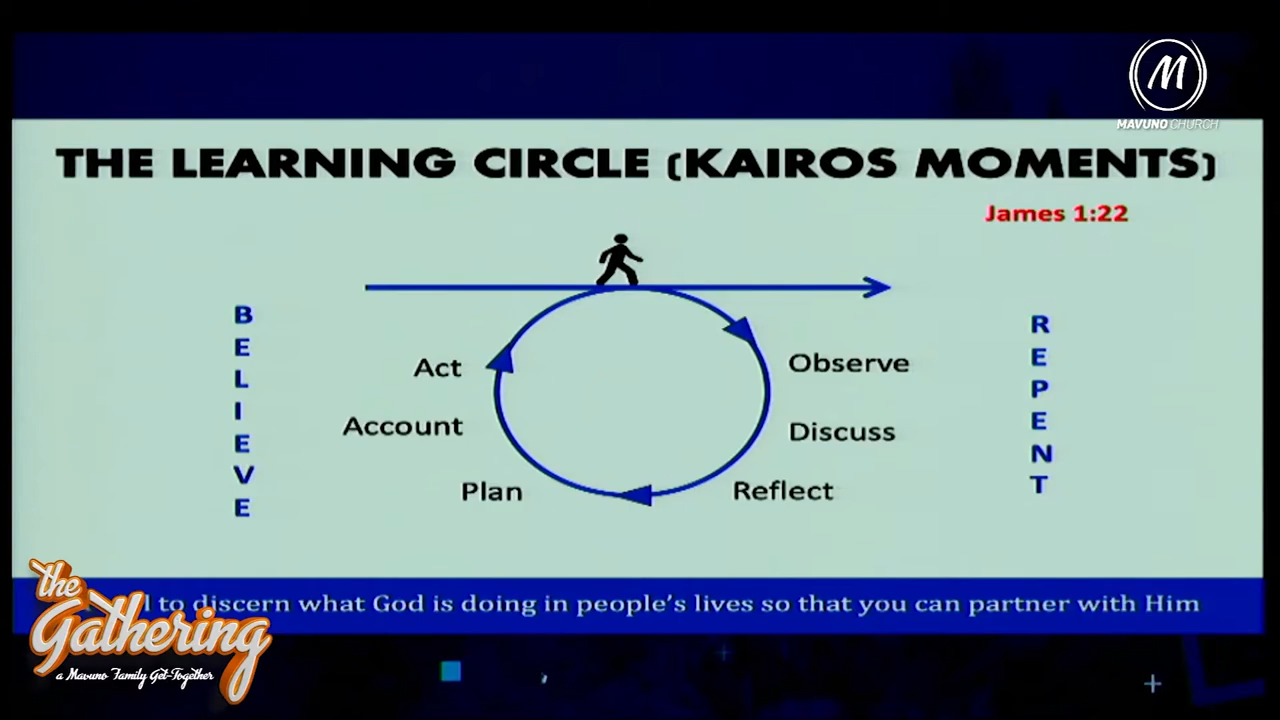 M
MAVUNO CHURCH
THE LEARNING CIRCLE (KAIROS MOMENTS)
James 1:22
BELIEVE
REPENT
Act
Observe
Account
Discuss
Plan
Reflect
to discern what God is doing in people's lives so that you can partner with Him
the
Gathering
a Mavuno Family Get-Together